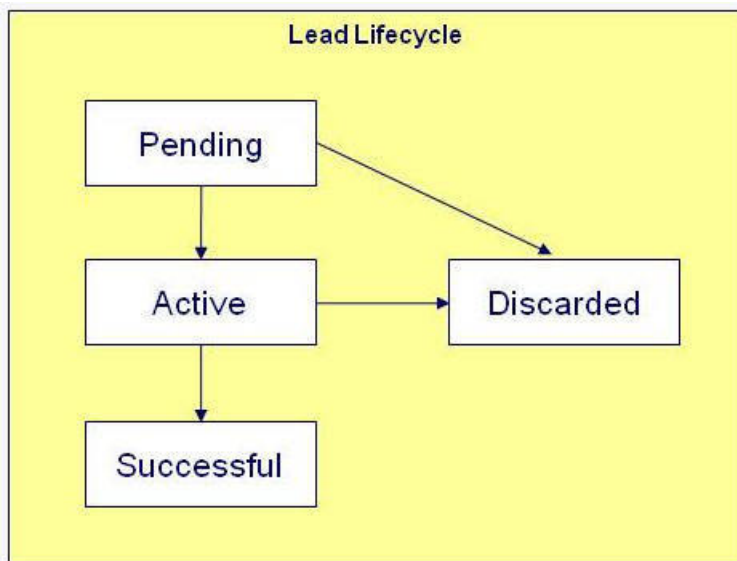 Lead Lifecycle
Pending
Active
Discarded
Successful